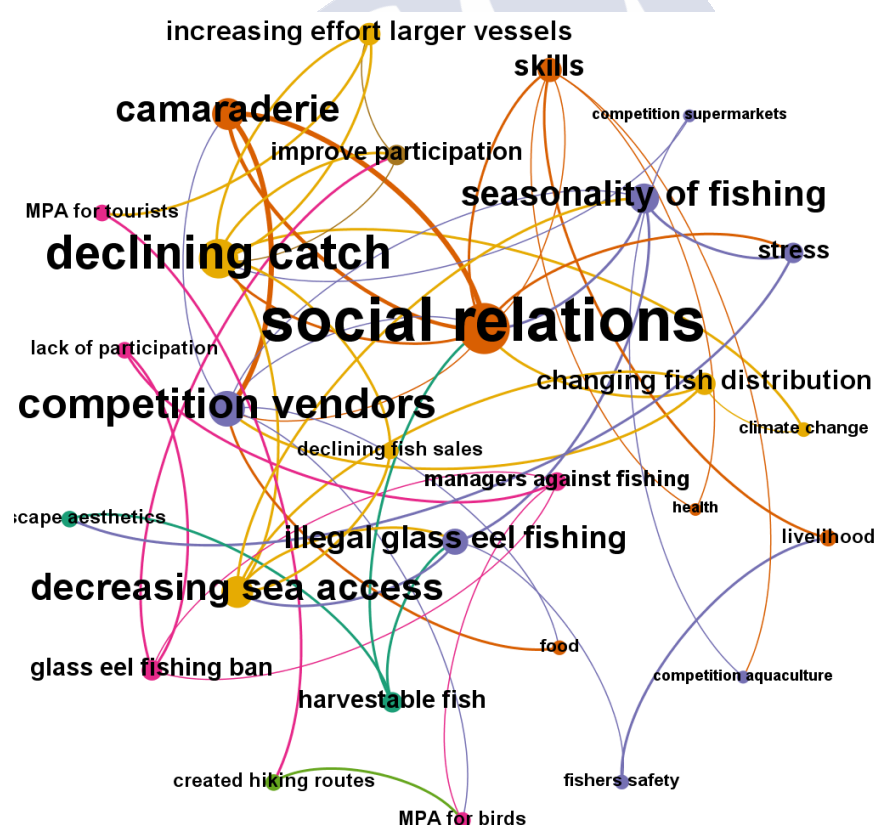 increasing effort larger vessels
skills
camaraderie
competition supermarkets
improve participation
seasonality of fishing
MPA for tourists
declining catch
stress
social relations
lack of participation
changing fish distribution
competition vendors
climate change
declining fish sales
managers against fishing
health
scape aesthetics
illegal glass eel fishing
livelihood
decreasing sea access
food
glass eel fishing ban
competition aquaculture
harvestable fish
created hiking routes
fishers safety
MPA for birds